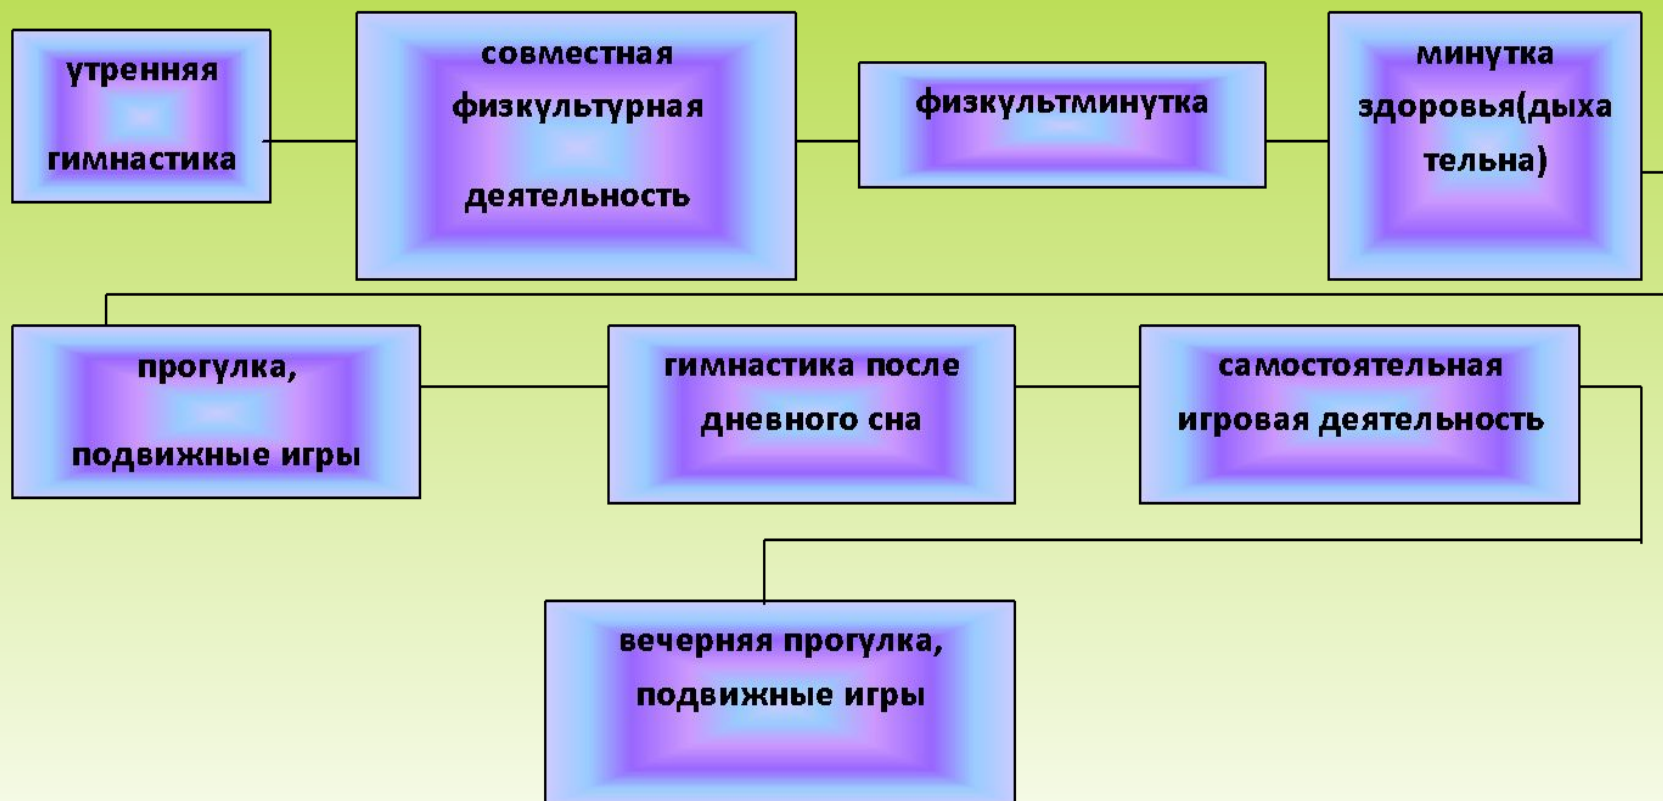 утренняя
гимнастика
совместная
физкультурная
деятельность
физкультминутка
минутка
здоровья(дыха
тельна)
прогулка,
подвижные игры
гимнастика после
дневного сна
самостоятельная
игровая деятельность
вечерняя прогулка,
подвижные игры